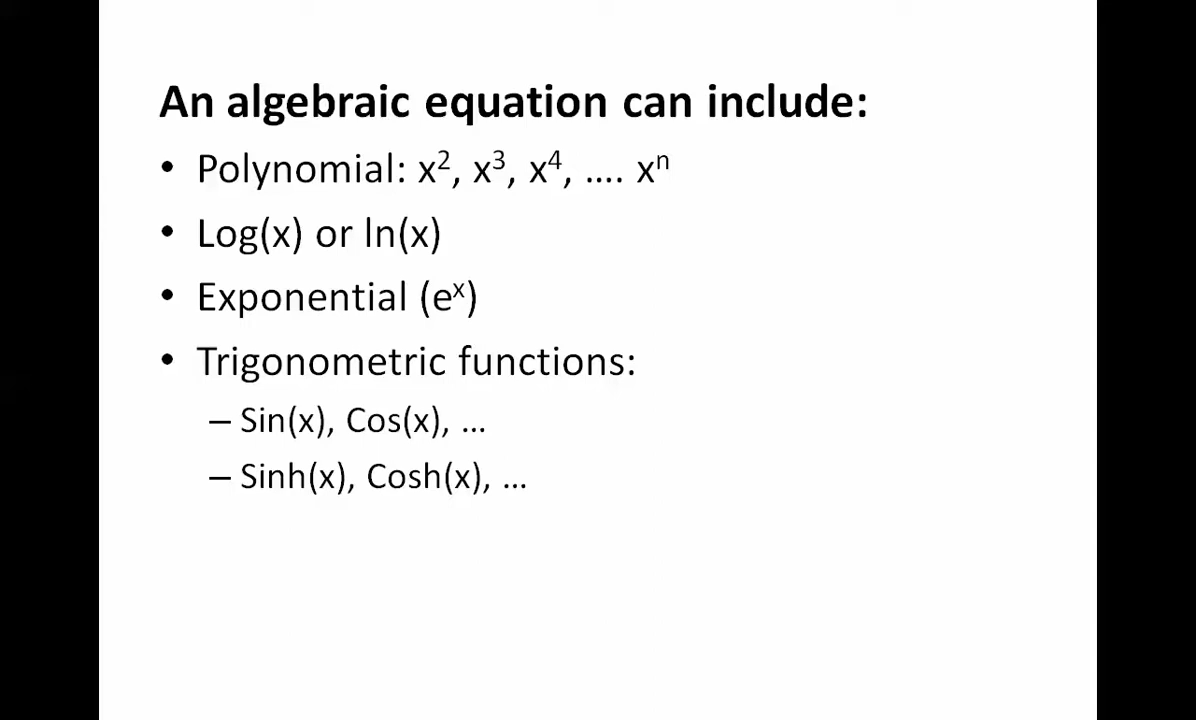 An algebraic equation can include:
• Polynomial: x², x³, x⁴, .... xⁿ
• Log(x) or ln(x)
• Exponential (eˣ)
• Trigonometric functions:
– Sin(x), Cos(x), ...
– Sinh(x), Cosh(x), ...